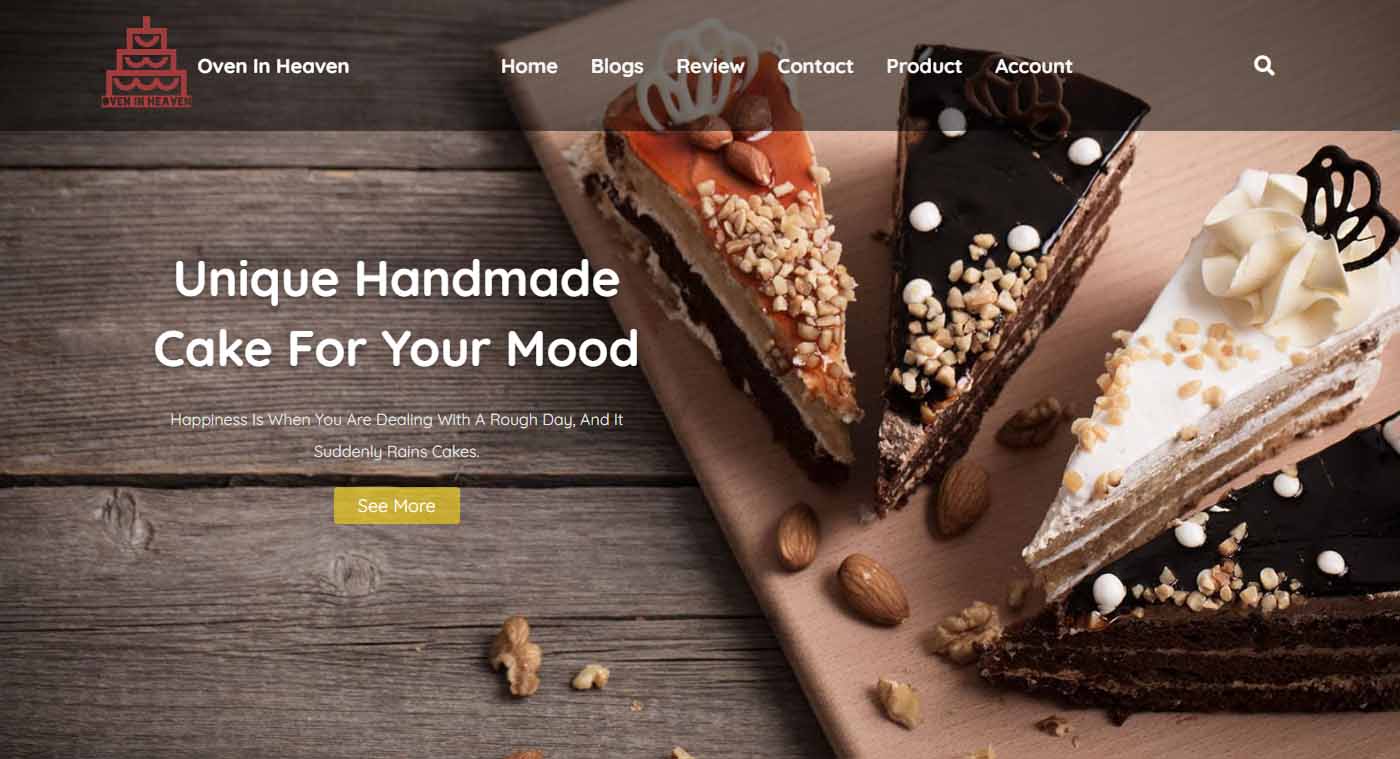 OVEN IN HEAVEN
Oven In Heaven
Home Blogs Review Contact Product Account
Unique Handmade
Cake For Your Mood
Happiness Is When You Are Dealing With A Rough Day, And It
Suddenly Rains Cakes.
See More